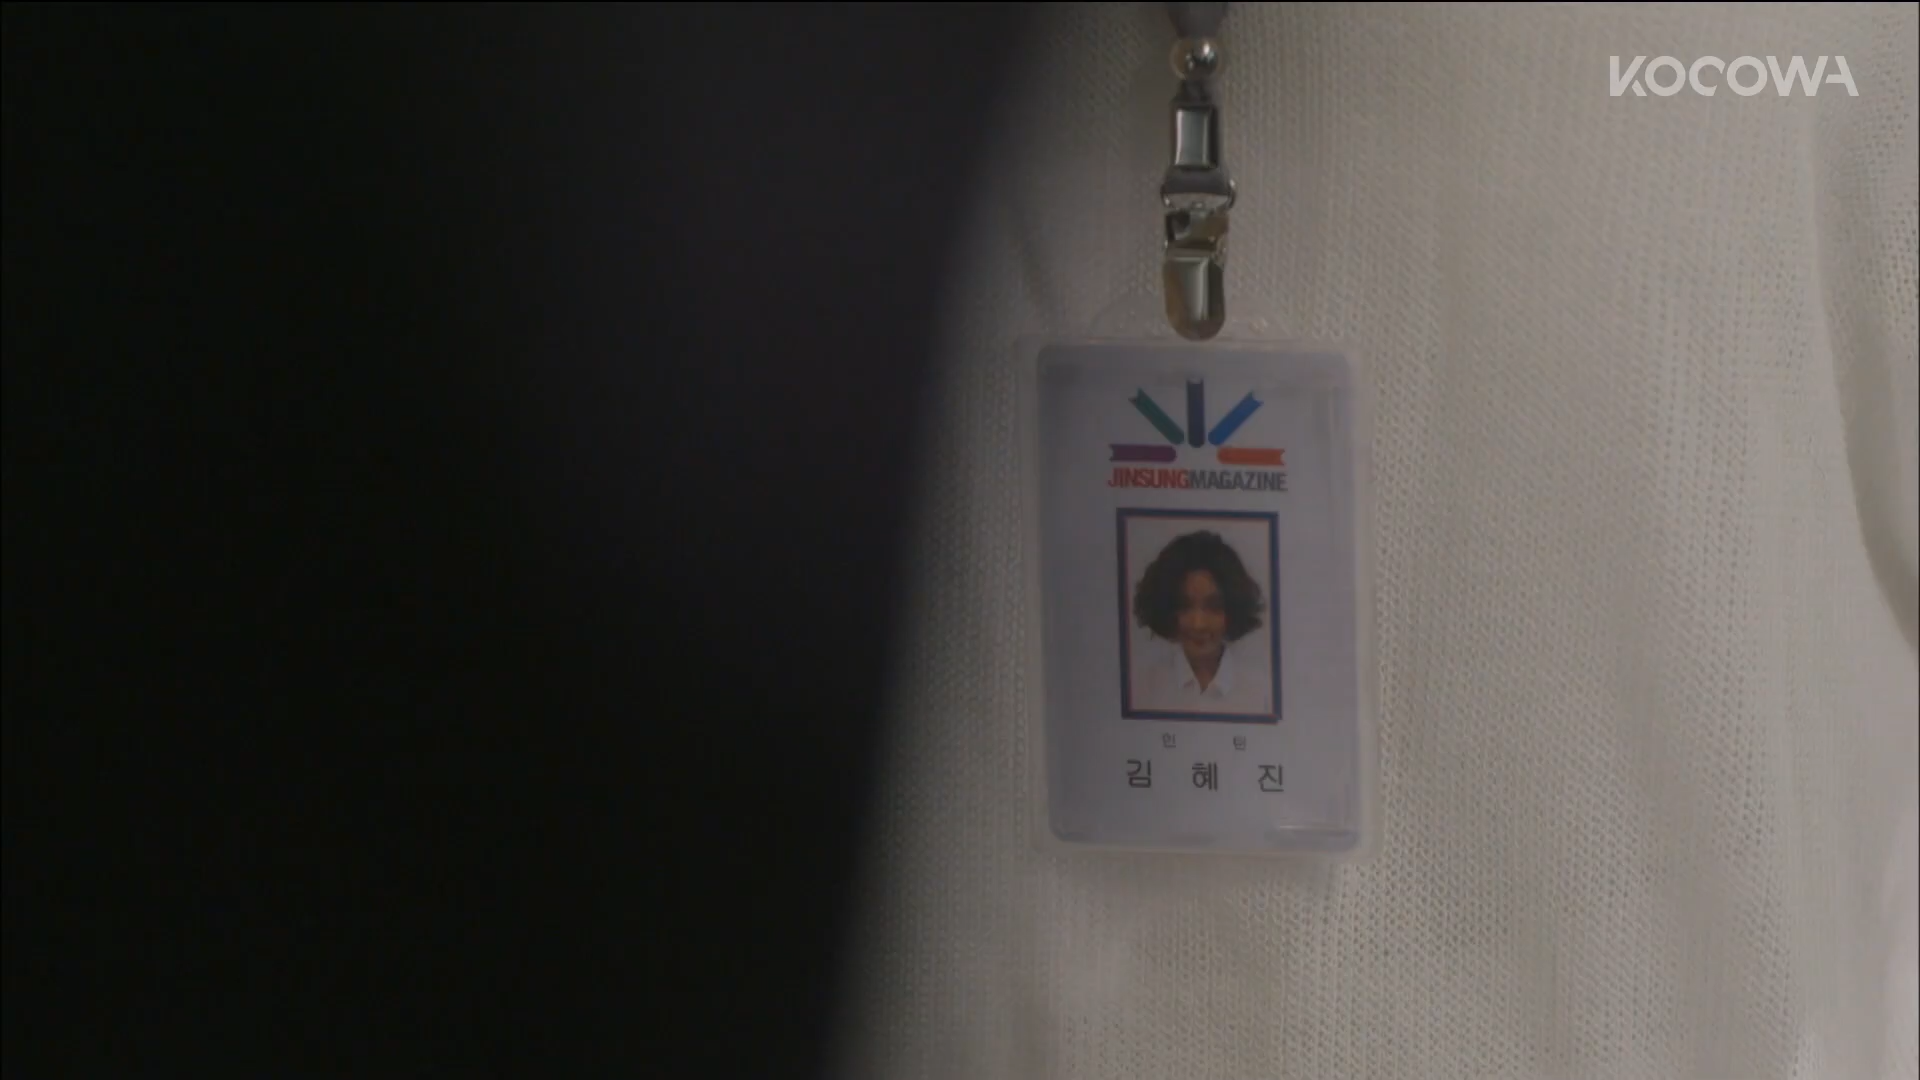 KOCOWA
JINSUNGMAGAZINE
인 턴
김 혜 진